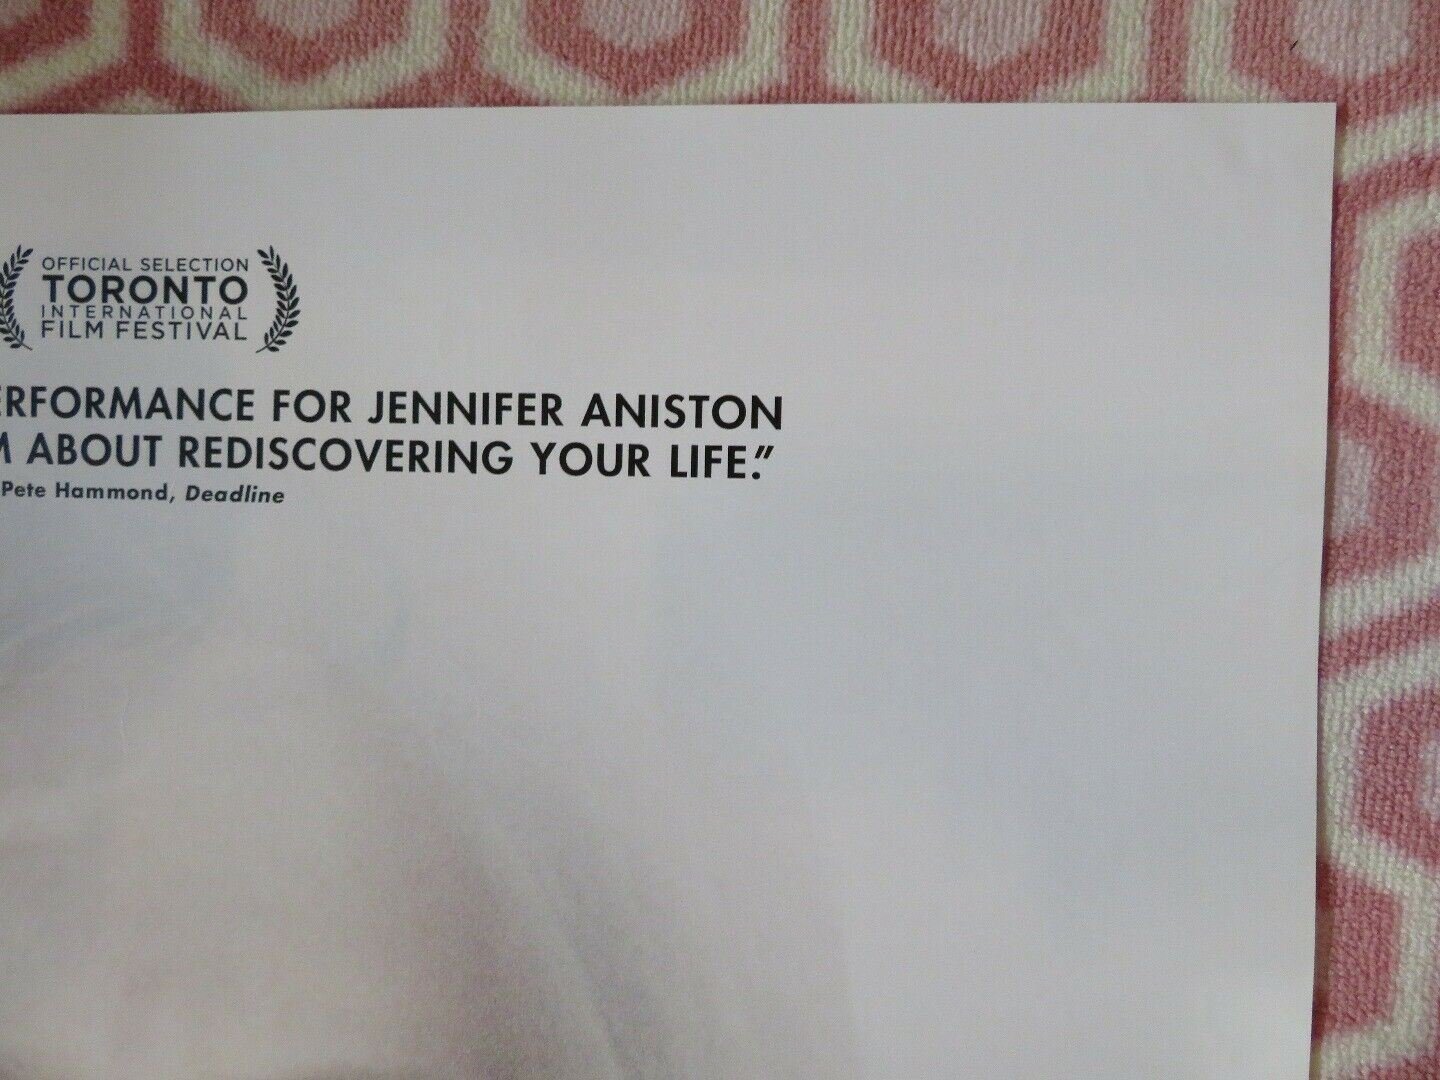 OFFICIAL SELECTION
TORONTO
INTERNATIONAL
FILM FESTIVAL
ERFORMANCE FOR JENNIFER ANISTON
M ABOUT REDISCOVERING YOUR LIFE.”
Pete Hammond, Deadline